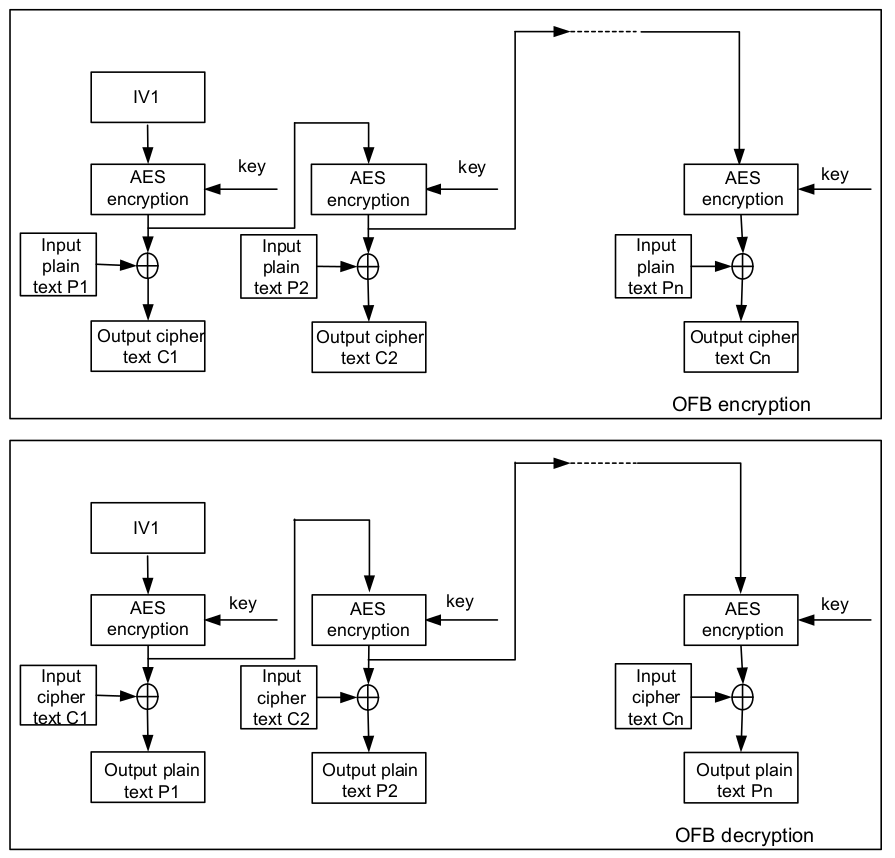 IV1
AES
encryption
key
AES
encryption
key
AES
encryption
key
Input
plain
text P1
Input
plain
text P2
Input
plain
text Pn
Output cipher
text C1
Output cipher
text C2
Output cipher
text Cn
OFB encryption
IV1
AES
encryption
key
AES
encryption
key
AES
encryption
key
Input
cipher
text C1
Input
cipher
text C2
Input
cipher
text Cn
Output plain
text P1
Output plain
text P2
Output plain
text Pn
OFB decryption